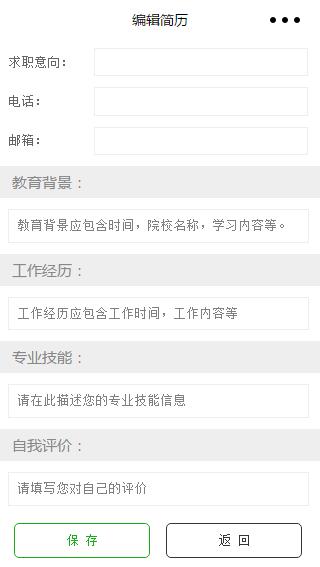 编辑简历
求职意向：
电话：
邮箱：
教育背景：
教育背景应包含时间，院校名称，学习内容等。
工作经历：
工作经历应包含工作时间，工作内容等
专业技能：
请在此描述您的专业技能信息
自我评价：
请填写您对自己的评价
保 存 返 回